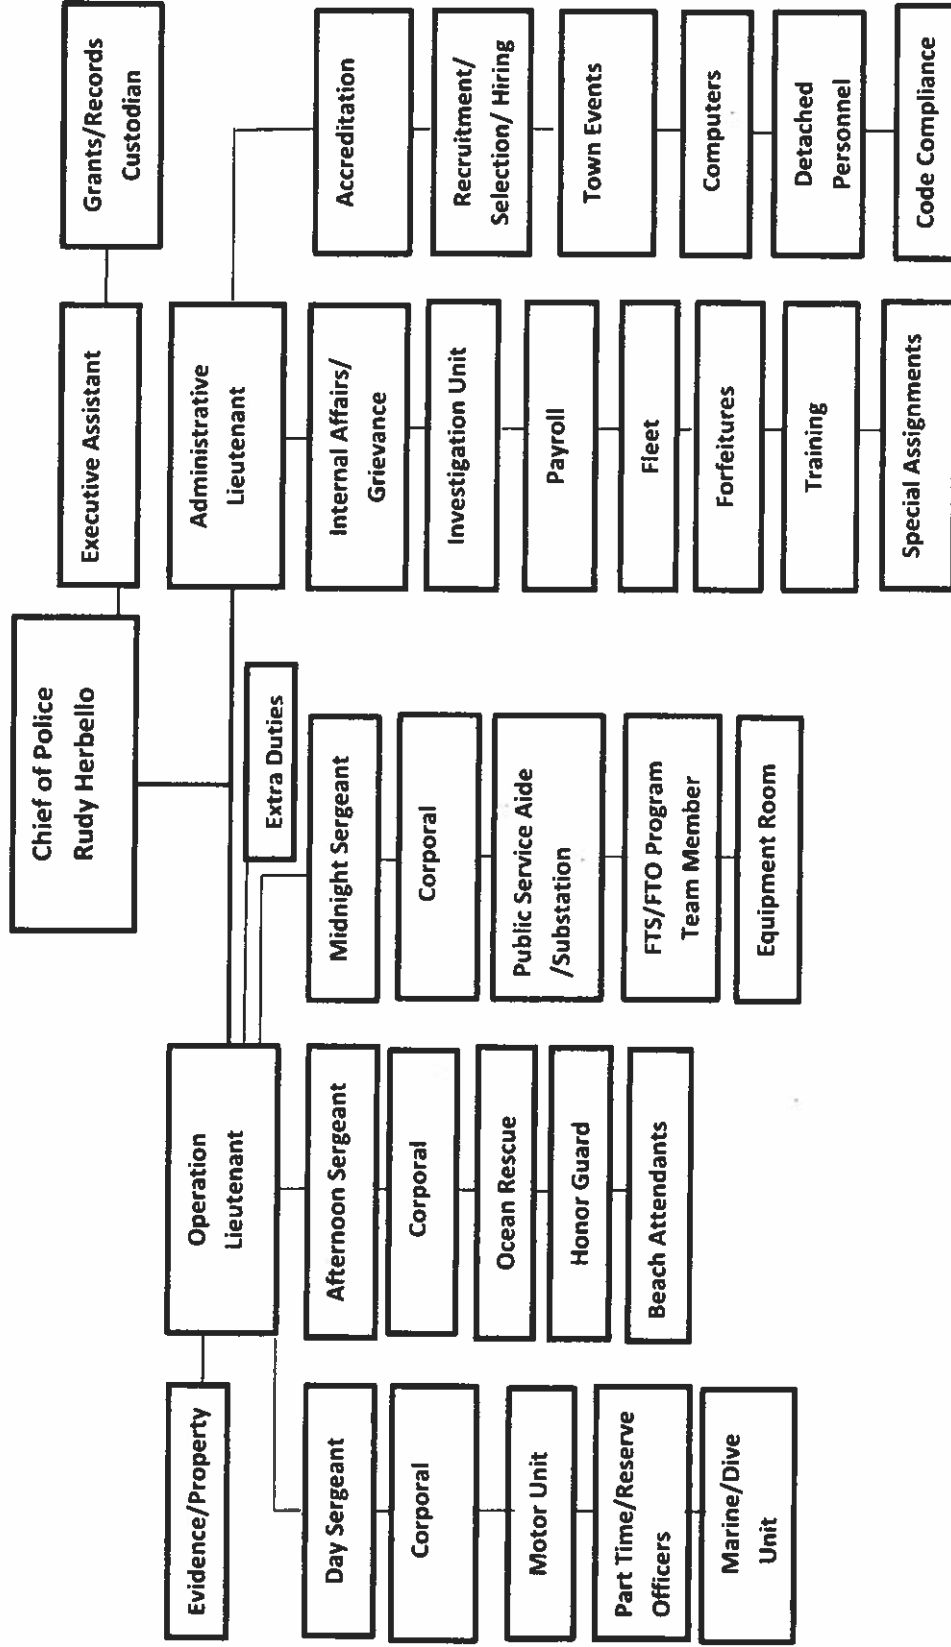 Chief of Police
Rudy Herbello
Executive Assistant
Grants/Records
Custodian
Evidence/Property
Operation
Lieutenant
Administrative
Lieutenant
Extra Duties
Day Sergeant
Corporal
Motor Unit
Part Time/Reserve
Officers
Marine/Dive
Unit
Afternoon Sergeant
Corporal
Ocean Rescue
Honor Guard
Beach Attendants
Midnight Sergeant
Corporal
Public Service Aide
/Substation
FTS/FTO Program
Team Member
Equipment Room
Internal Affairs/
Grievance
Investigation Unit
Payroll
Fleet
Forfeitures
Training
Special Assignments
Accreditation
Recruitment/
Selection/ Hiring
Town Events
Computers
Detached
Personnel
Code Compliance